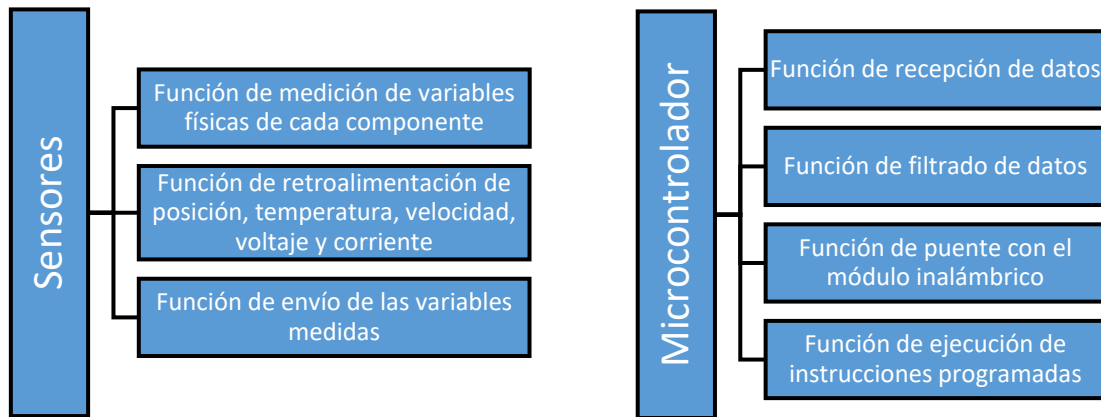 Sensores
Función de medición de variables
físicas de cada componente
Función de retroalimentación de
posición, temperatura, velocidad,
voltaje y corriente
Función de envío de las variables
medidas
Microcontrolador
Función de recepción de datos
Función de filtrado de datos
Función de puente con el
módulo inalámbrico
Función de ejecución de
instrucciones programadas